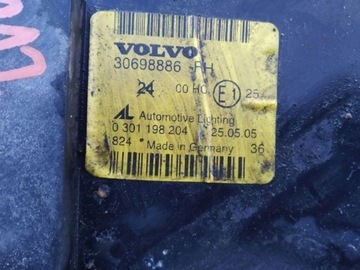 VOLVO
30698886 RH
24 00 HC E1 25
AL Automotive Lighting
0 301 198 204 25.05.05
824 * Made in Germany 36